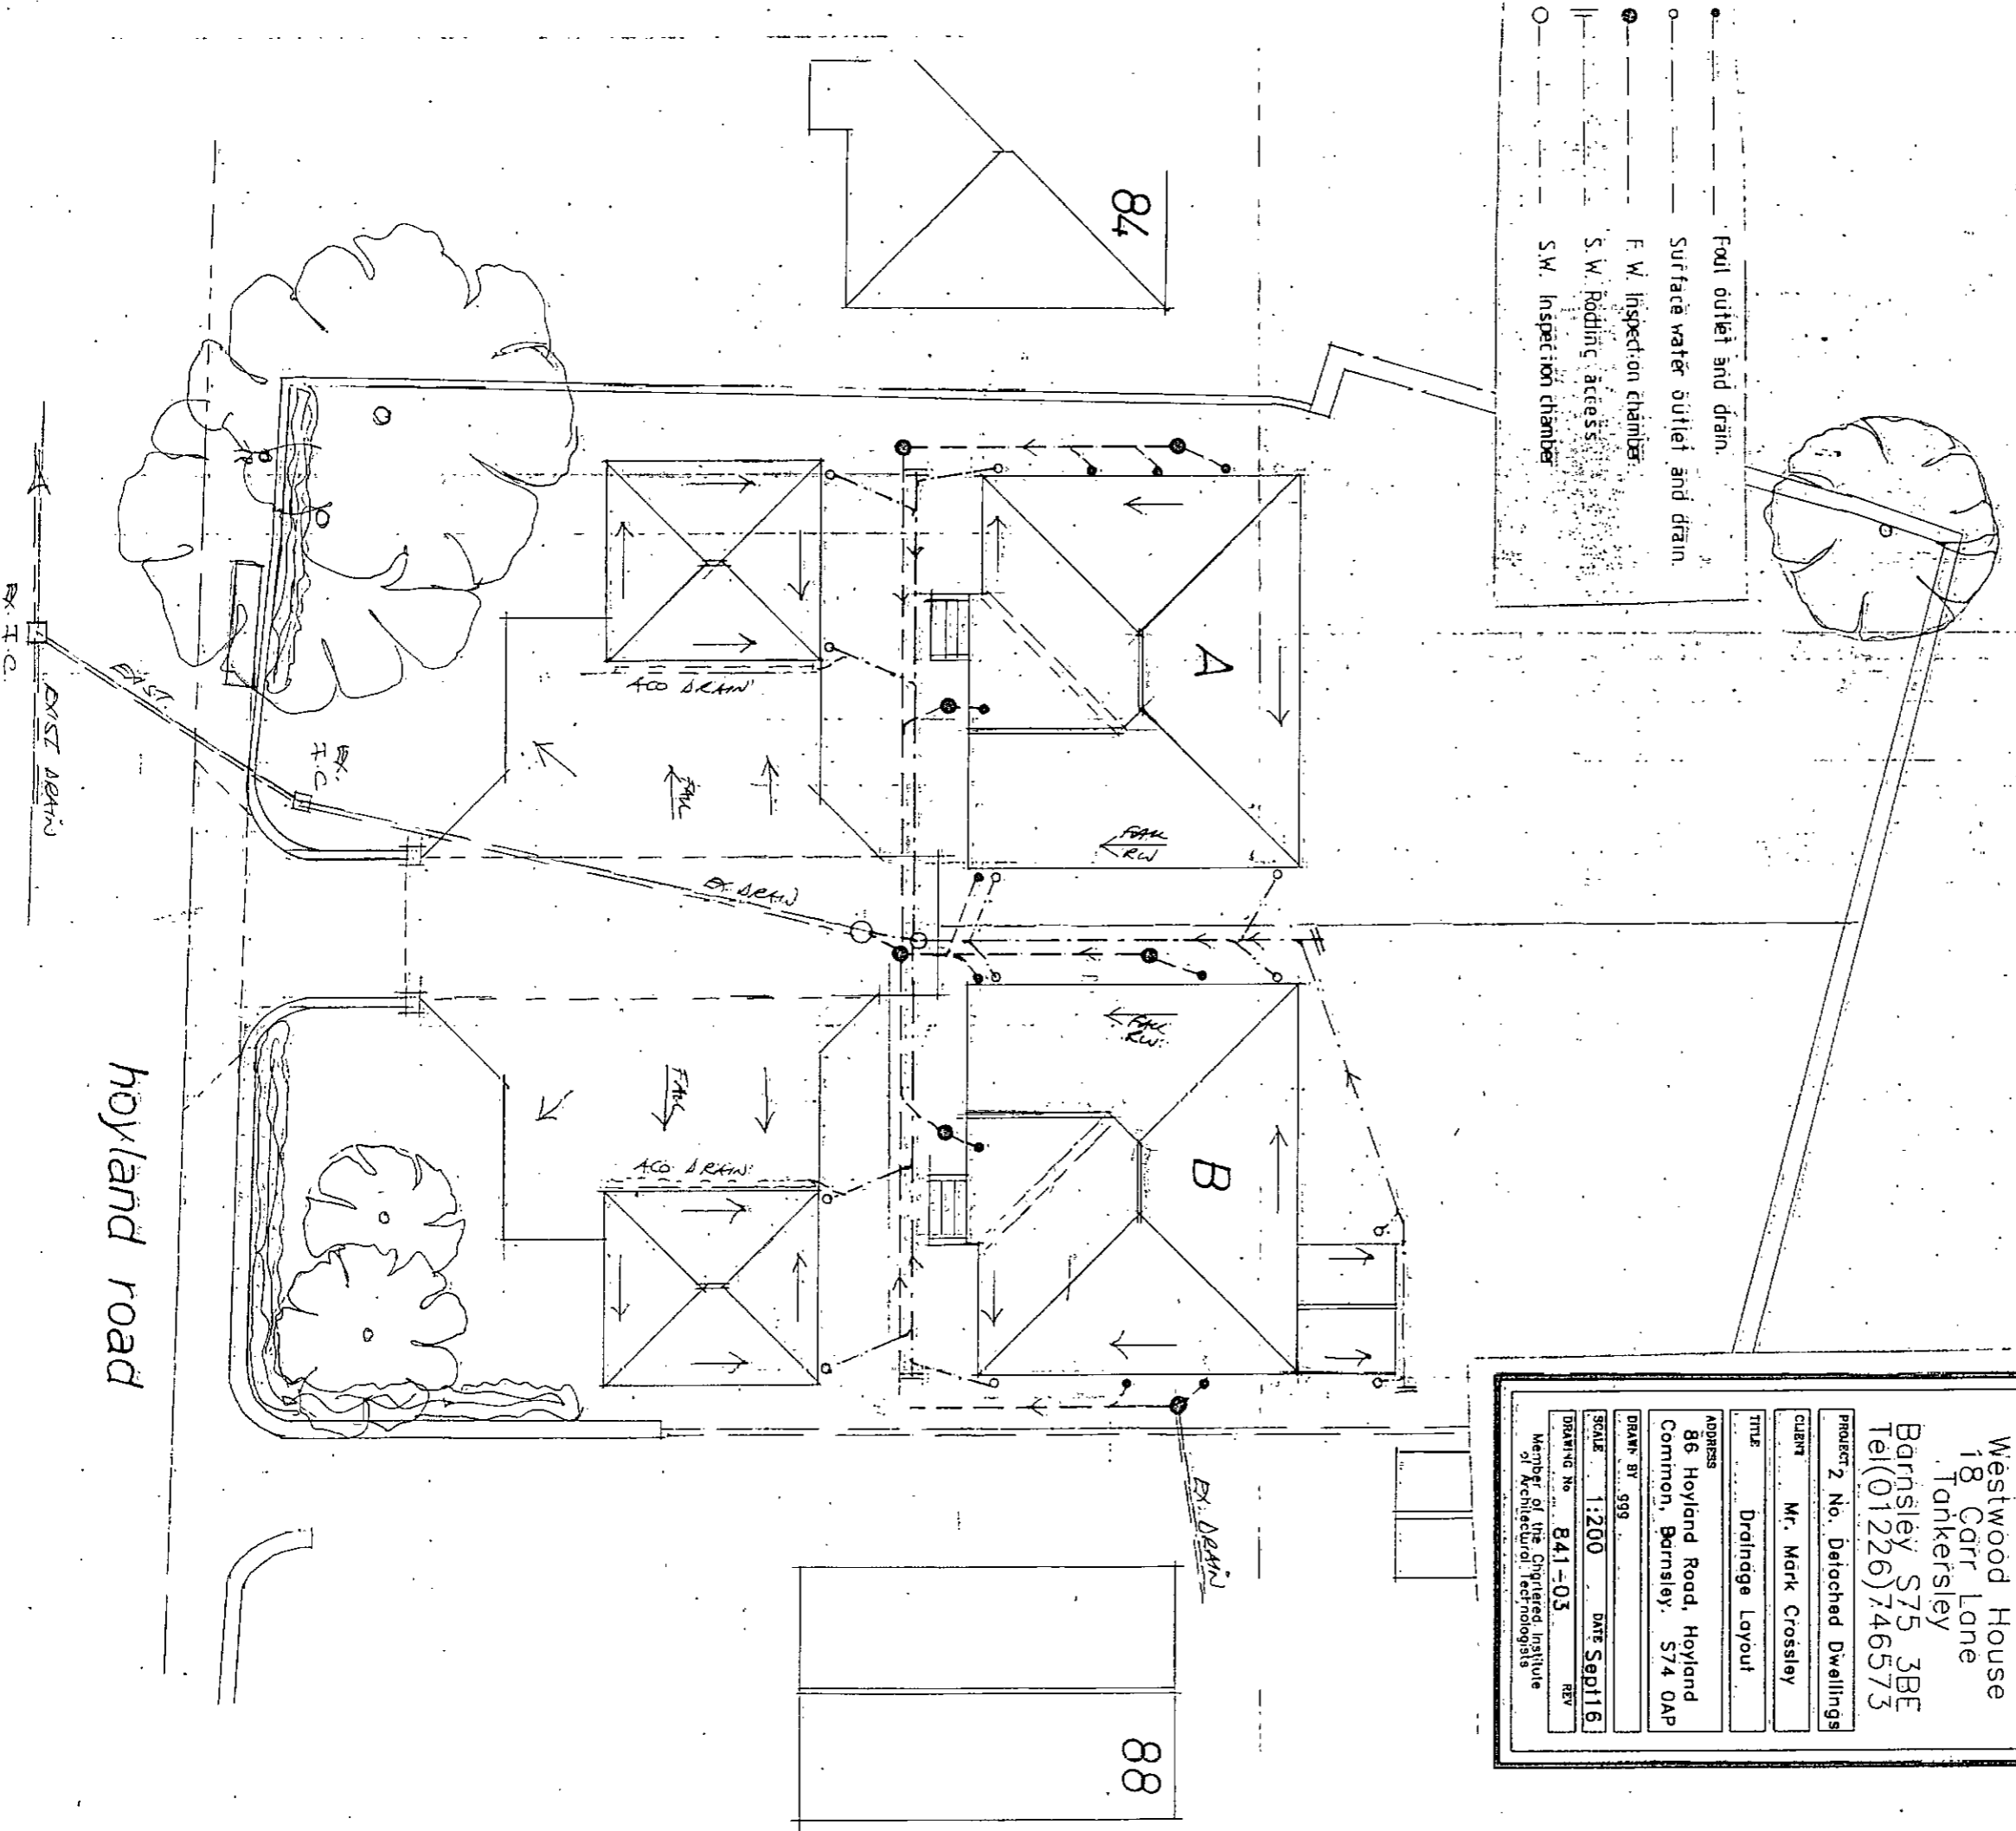 Foul outlet and drain
Surface water outlet and drain
F.W. Inspection chamber
S.W. Rodding access
S.W. Inspection chamber
84
A
B
88
ACO DRAIN
ACO DRAIN
FALL
FALL
FALL
RW
FALL
RW
EX. DRAIN
EX. DRAIN
EX.
I.C
EXIST
EX. I.C.
EXIST DRAIN
hoyland road
Westwood House
18 Carr Lane
Tankersley
Barnsley S75 3BE
Tel(01226)746573
PROJECT 2 No. Detached Dwellings
CLIENT Mr. Mark Crossley
TITLE Drainage Layout
ADDRESS
86 Hoyland Road, Hoyland
Common, Barnsley. S74 0AP
DRAWN BY 999
SCALE 1:200 DATE Sept16
DRAWING No 841-03 REV
Member of the Chartered Institute
of Architectural Technologists